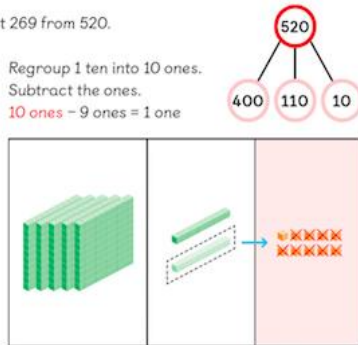 t 269 from 520.
520
Regroup 1 ten into 10 ones.
Subtract the ones.
10 ones − 9 ones = 1 one
400 110 10